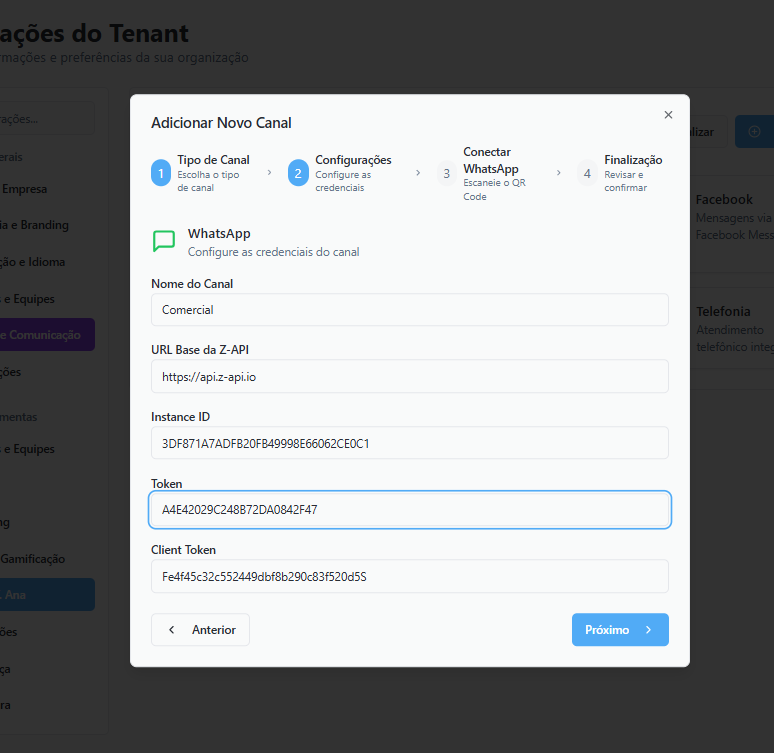 ações do Tenant
rmações e preferências da sua organização
rações...
erais
Empresa
ia e Branding
ção e Idioma
s e Equipes
e Comunicação
ções
mentas
s e Equipes
ng
Gamificação
. Ana
ões
ça
ra
Adicionar Novo Canal
1
Tipo de Canal
Escolha o tipo
de canal
2
Configurações
Configure as
credenciais
3
Conectar
WhatsApp
Escaneie o QR
Code
4
Finalização
Revisar e
confirmar
WhatsApp
Configure as credenciais do canal
Nome do Canal
Comercial
URL Base da Z-API
https://api.z-api.io
Instance ID
3DF871A7ADFB20FB49998E66062CE0C1
Token
A4E42029C248B72DA0842F47
Client Token
Fe4f45c32c552449dbf8b290c83f520d5S
Anterior
Próximo
alizar
Facebook
Mensagens via
Facebook Mess
Telefonia
Atendimento
telefônico integ